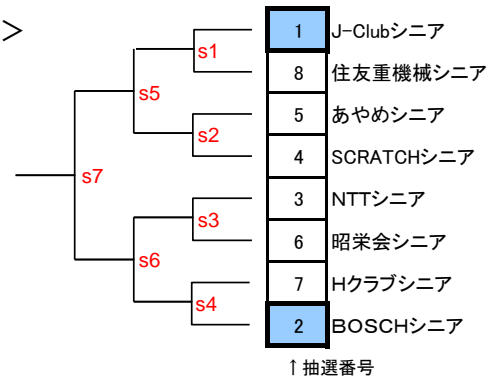 ＞
1 J-Clubシニア
s1
8 住友重機械シニア
s5
5 あやめシニア
s2
4 SCRATCHシニア
s7
3 NTTシニア
s3
6 昭栄会シニア
s6
7 Hクラブシニア
s4
2 BOSCHシニア
↑抽選番号